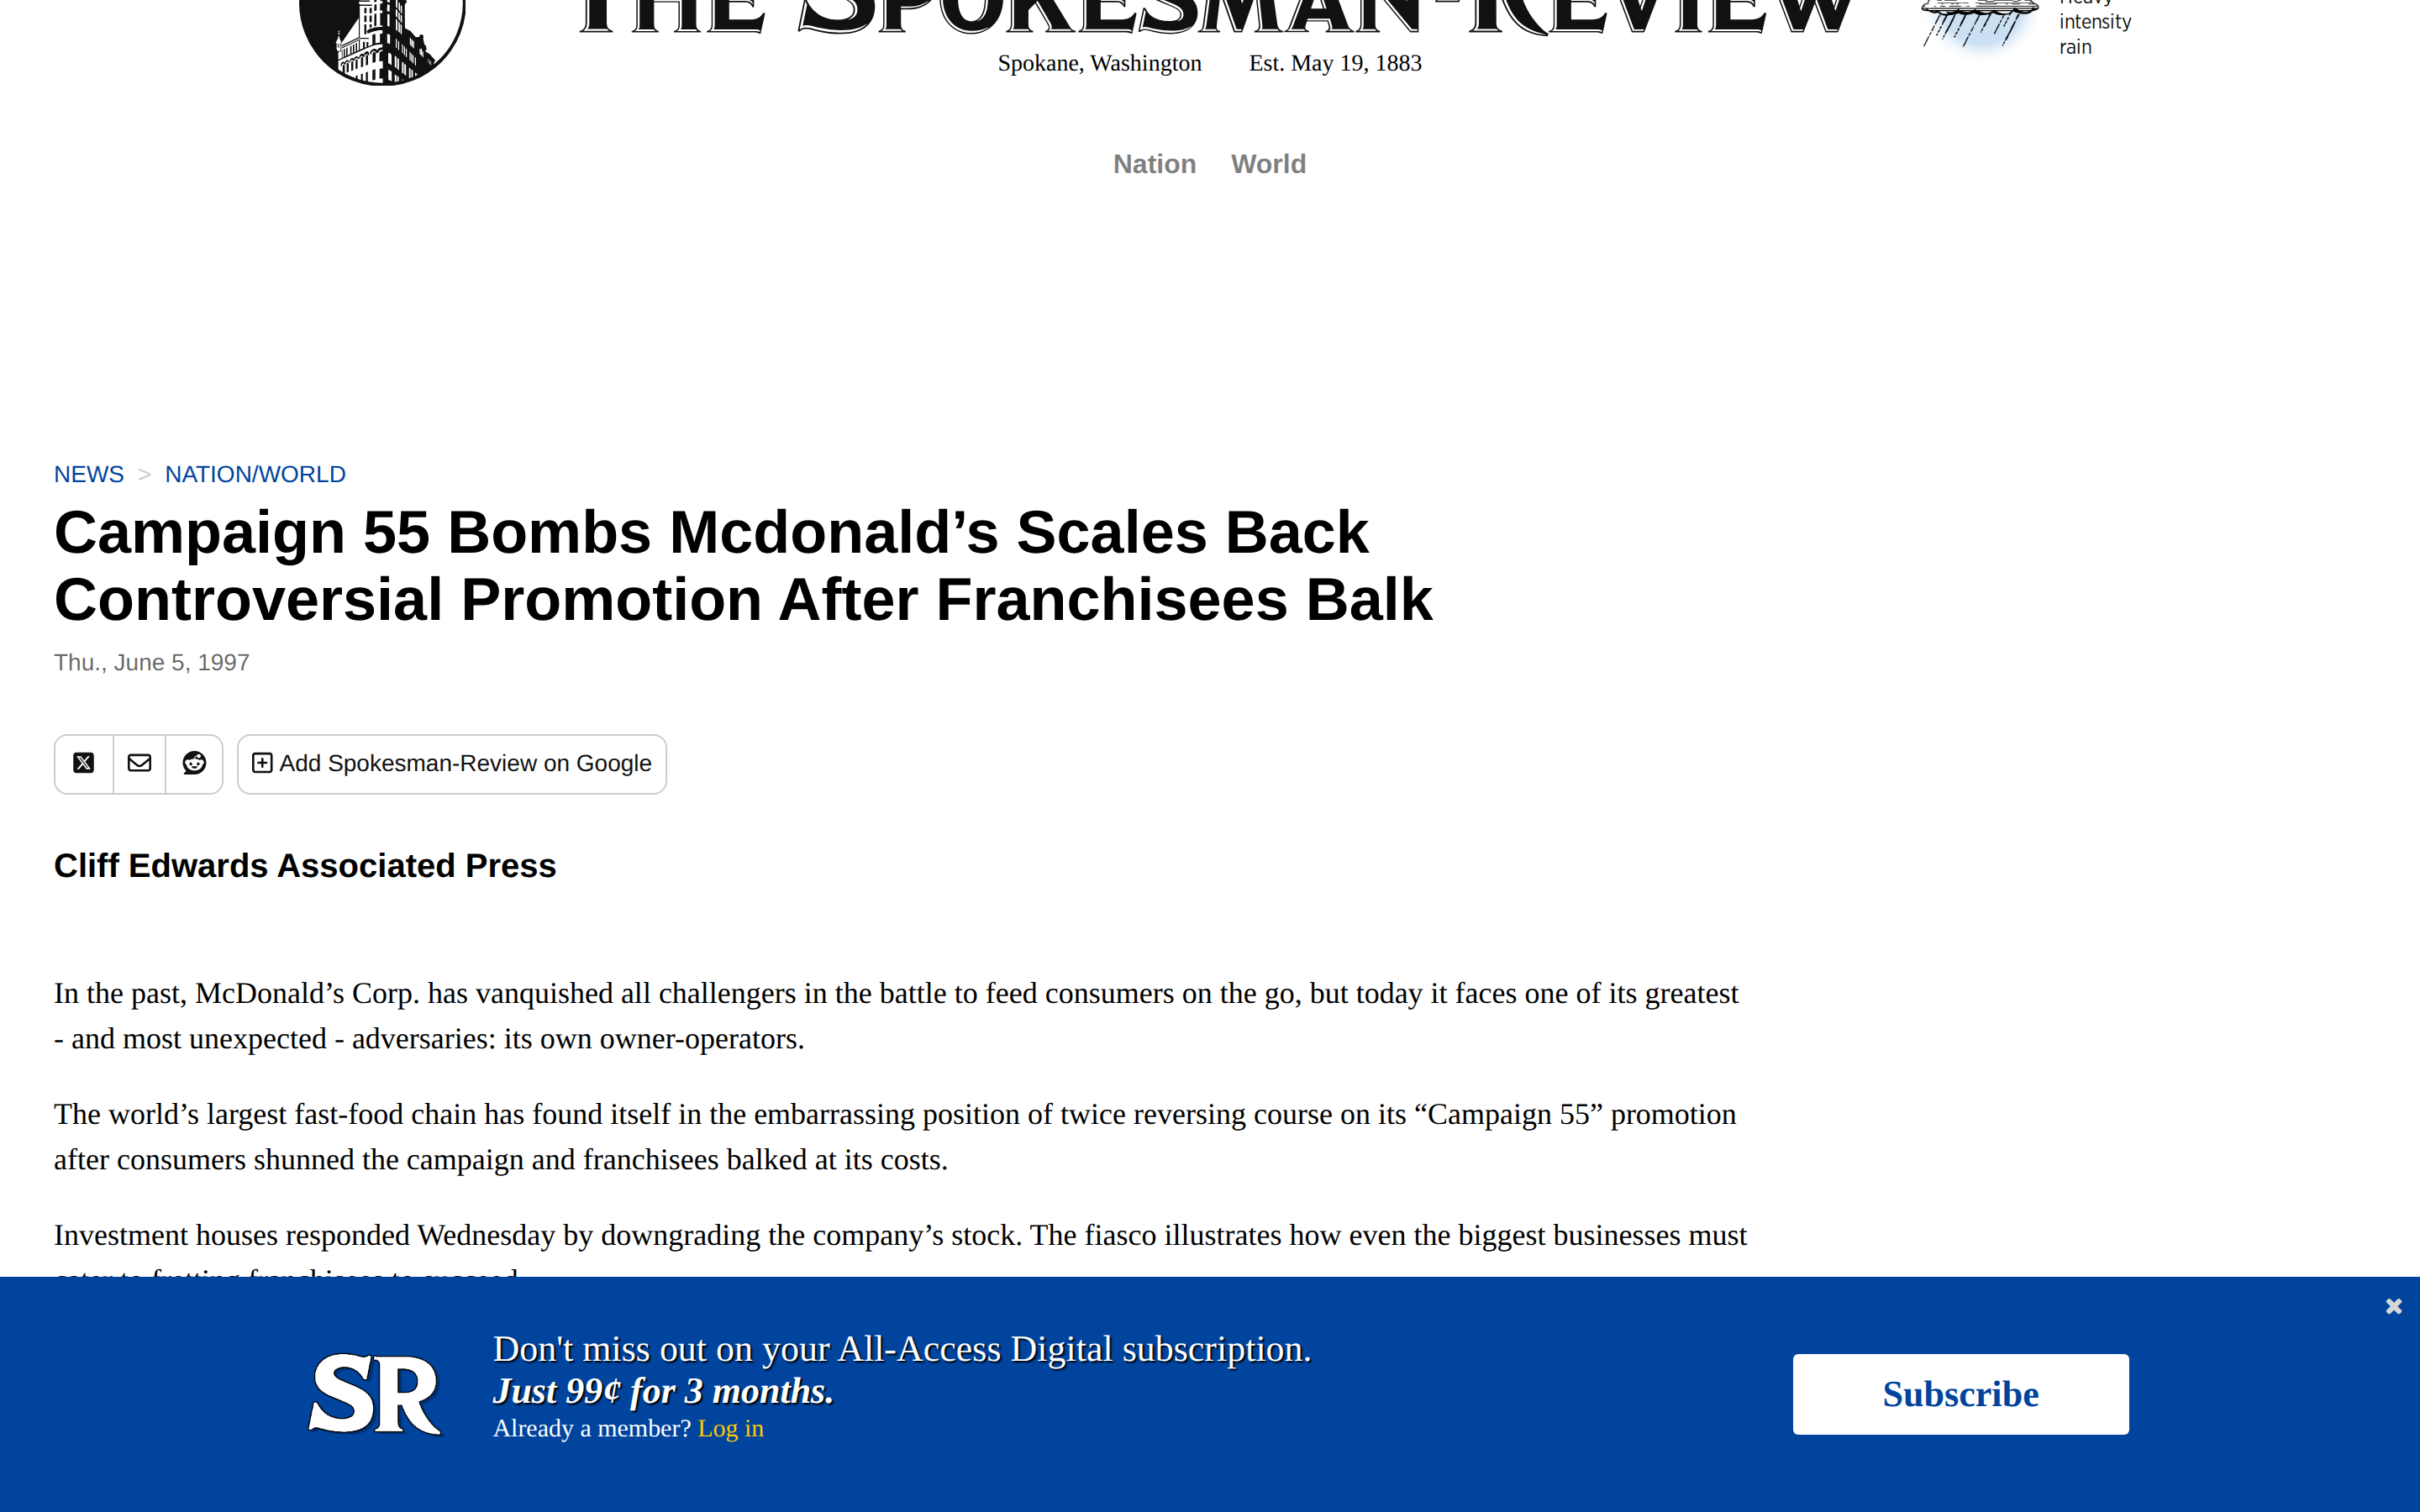 THE SPOKESMAN-REVIEW
intensity
rain
Spokane, Washington Est. May 19, 1883
Nation World
NEWS > NATION/WORLD
Campaign 55 Bombs Mcdonald’s Scales Back
Controversial Promotion After Franchisees Balk
Thu., June 5, 1997
Add Spokesman-Review on Google
Cliff Edwards Associated Press
In the past, McDonald’s Corp. has vanquished all challengers in the battle to feed consumers on the go, but today it faces one of its greatest
- and most unexpected - adversaries: its own owner-operators.
The world’s largest fast-food chain has found itself in the embarrassing position of twice reversing course on its “Campaign 55” promotion
after consumers shunned the campaign and franchisees balked at its costs.
Investment houses responded Wednesday by downgrading the company’s stock. The fiasco illustrates how even the biggest businesses must
cater to fretting franchisees to succeed.
SR
Don't miss out on your All-Access Digital subscription.
Just 99¢ for 3 months.
Already a member? Log in
Subscribe